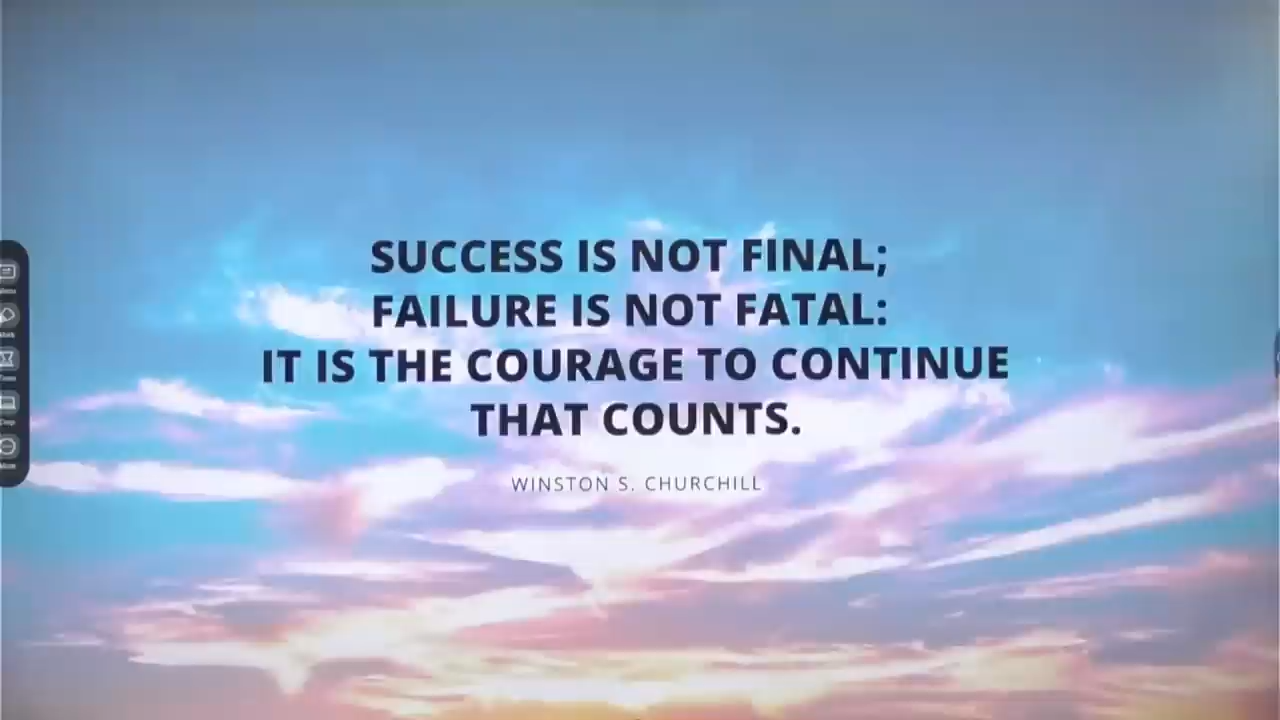 SUCCESS IS NOT FINAL;
FAILURE IS NOT FATAL:
IT IS THE COURAGE TO CONTINUE
THAT COUNTS.
WINSTON S. CHURCHILL